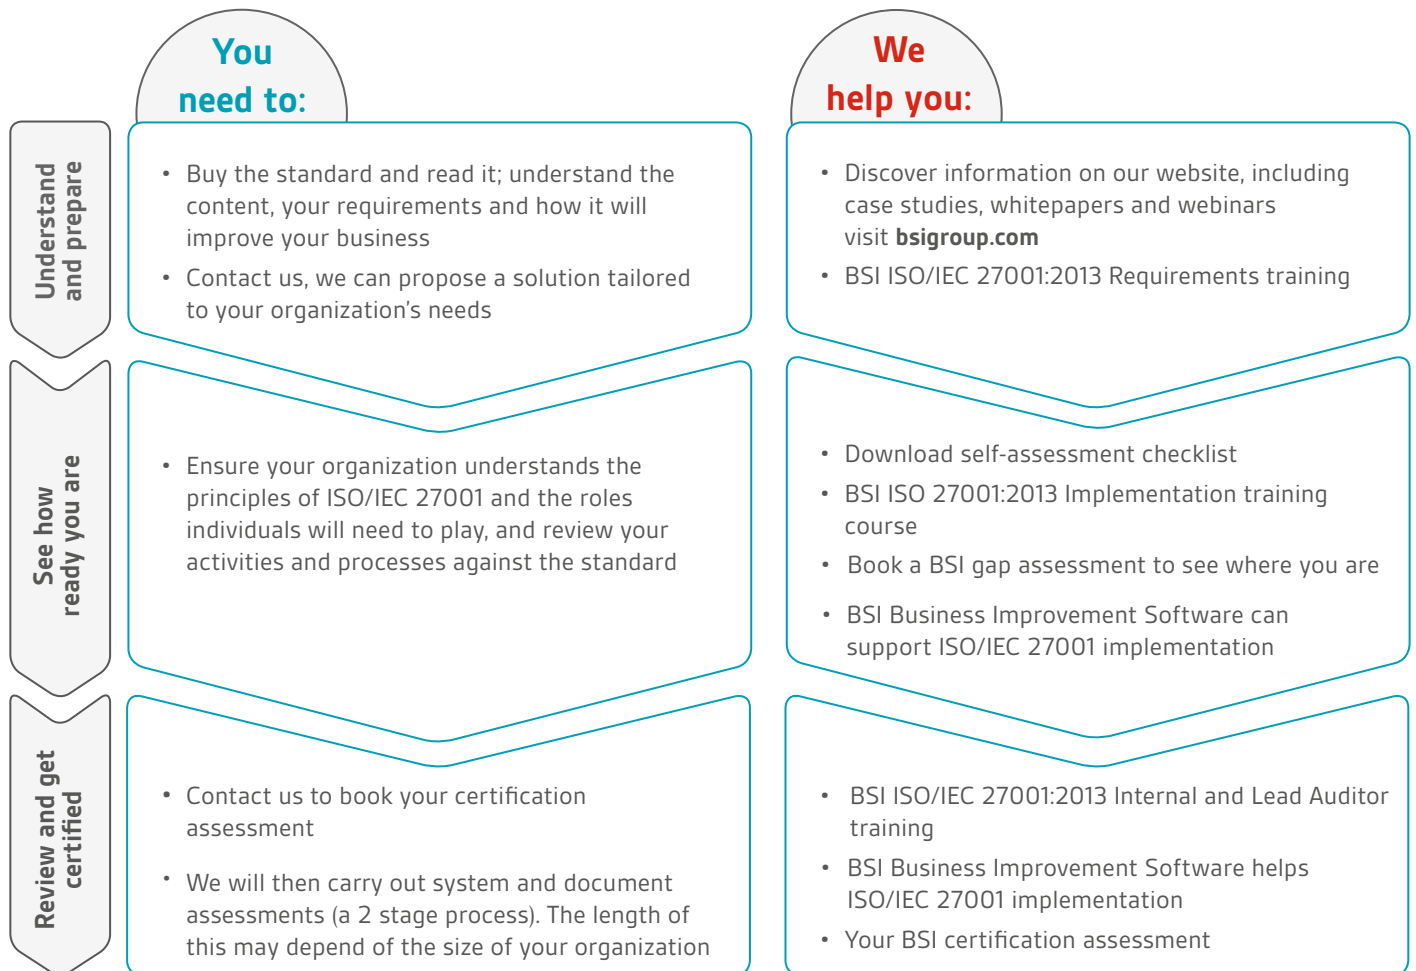 You
need to:
We
help you:
Understand
and prepare
• Buy the standard and read it; understand the
content, your requirements and how it will
improve your business
• Contact us, we can propose a solution tailored
to your organization's needs
• Discover information on our website, including
case studies, whitepapers and webinars
visit bsigroup.com
• BSI ISO/IEC 27001:2013 Requirements training
See how
ready you are
• Ensure your organization understands the
principles of ISO/IEC 27001 and the roles
individuals will need to play, and review your
activities and processes against the standard
• Download self-assessment checklist
• BSI ISO 27001:2013 Implementation training
course
• Book a BSI gap assessment to see where you are
• BSI Business Improvement Software can
support ISO/IEC 27001 implementation
Review and get
certified
• Contact us to book your certification
assessment
• We will then carry out system and document
assessments (a 2 stage process). The length of
this may depend of the size of your organization
• BSI ISO/IEC 27001:2013 Internal and Lead Auditor
training
• BSI Business Improvement Software helps
ISO/IEC 27001 implementation
• Your BSI certification assessment